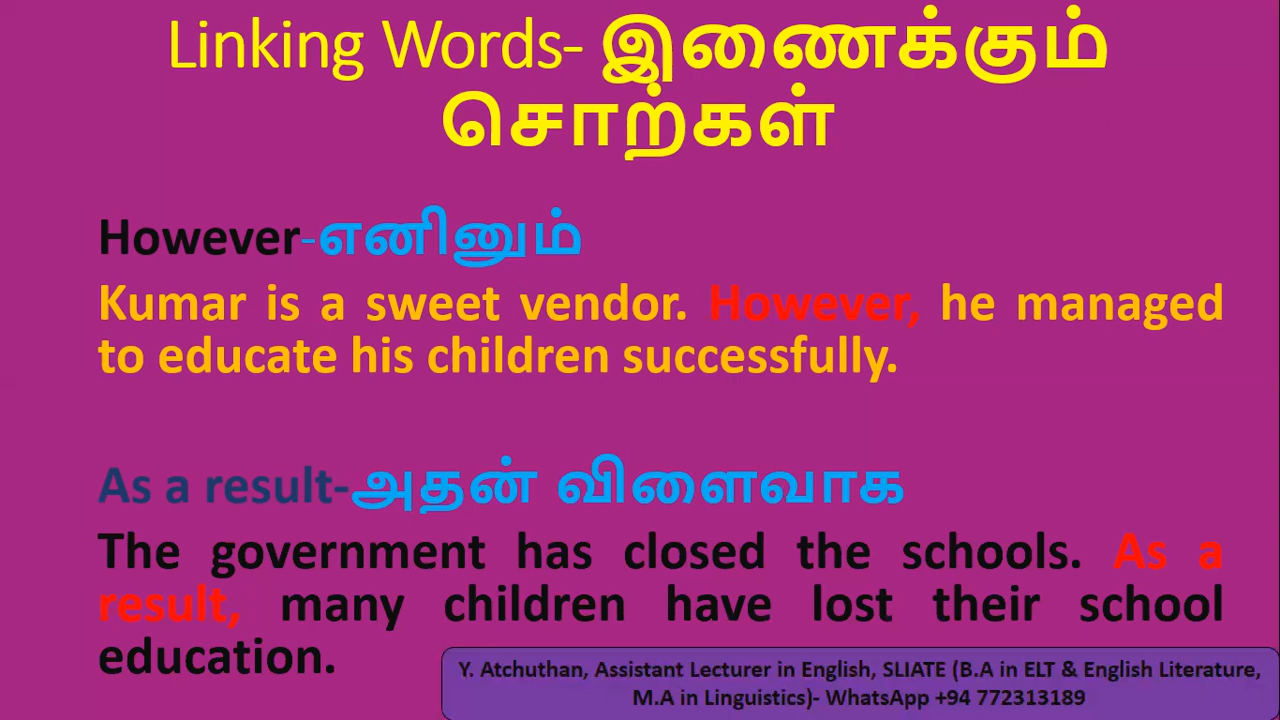 Linking Words- இணைக்கும்
சொற்கள்
However-எனினும்
Kumar is a sweet vendor. However, he managed
to educate his children successfully.
As a result-அதன் விளைவாக
The government has closed the schools. As a
result, many children have lost their school
education.
Y. Atchuthan, Assistant Lecturer in English, SLIATE (B.A in ELT & English Literature,
M.A in Linguistics)- WhatsApp +94 772313189